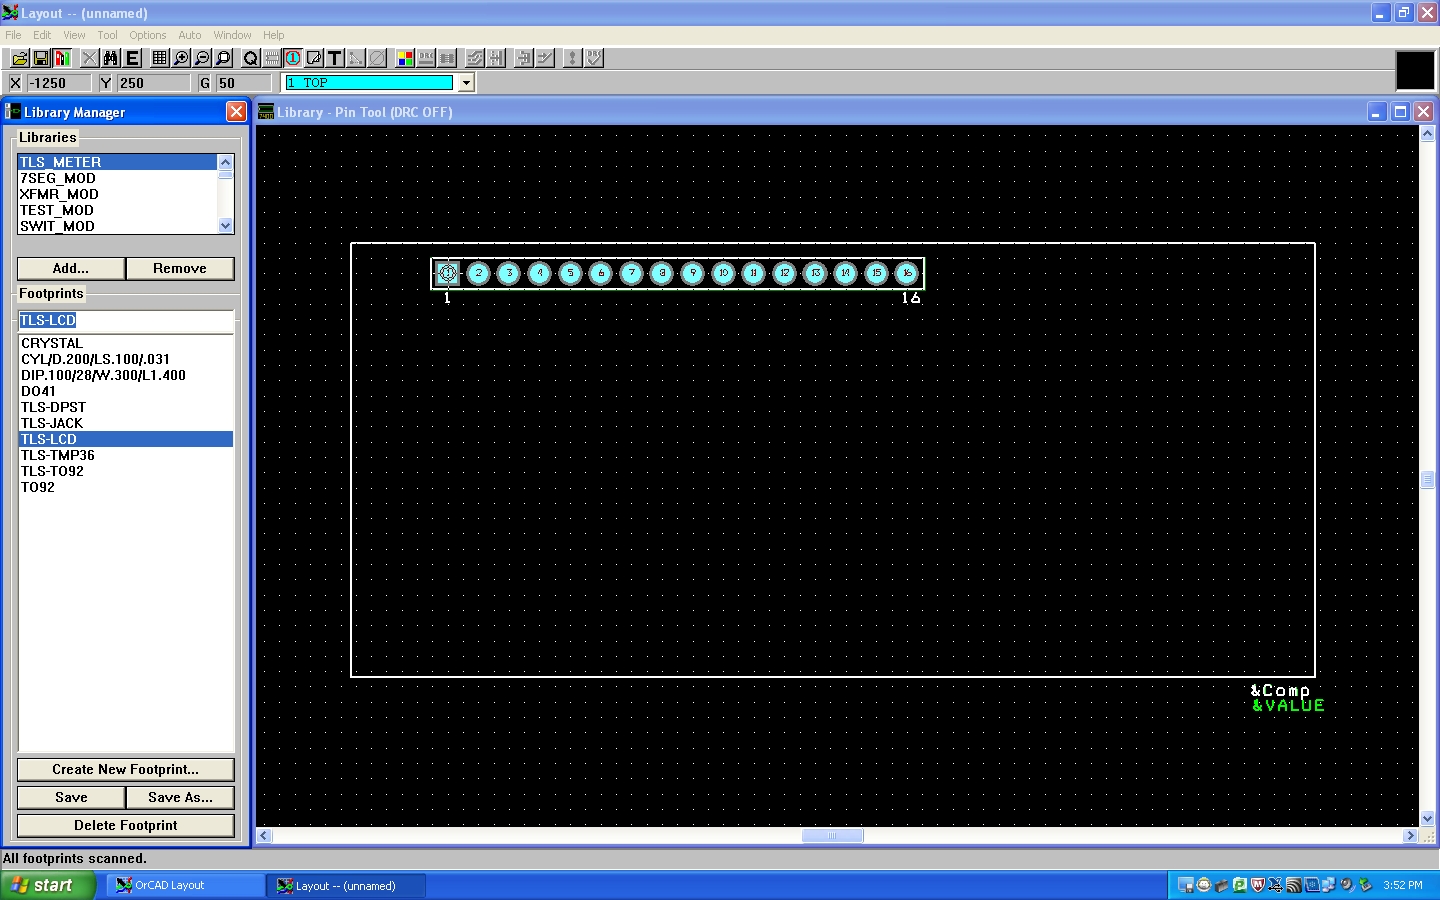 Layout -- (unnamed)
File Edit View Tool Options Auto Window Help
Q 1 T
X -1250 Y 250 G 50 1 TOP
Library Manager
Library - Pin Tool (DRC OFF)
Libraries
TLS_METER
7SEG_MOD
XFMR_MOD
TEST_MOD
SWIT_MOD
Add... Remove
Footprints
TLS-LCD
CRYSTAL
CYL/D.200/LS.100/.031
DIP.100/28/W.300/L1.400
DO41
TLS-DPST
TLS-JACK
TLS-LCD
TLS-TMP36
TLS-TO92
TO92
Create New Footprint...
Save Save As...
Delete Footprint
1 2 3 4 5 6 7 8 9 10 11 12 13 14 15 16
1 16
&Comp
&VALUE
All footprints scanned.
start OrCAD Layout Layout -- (unnamed) 3:52 PM